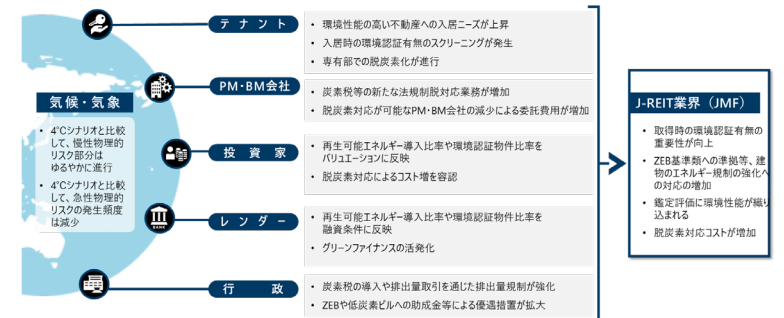 テナント
• 環境性能の高い不動産への入居ニーズが上昇
• 入居時の環境認証有無のスクリーニングが発生
• 専有部での脱炭素化が進行
PM・BM会社
• 炭素税等の新たな法規制脱対応業務が増加
• 脱炭素対応が可能なPM・BM会社の減少による委託費用が増加
気候・気象
• 4℃シナリオと比較
して、慢性物理的
リスク部分は
ゆるやかに進行
• 4℃シナリオと比較
して、急性物理的
リスクの発生頻度
は減少
投資家
• 再生可能エネルギー導入比率や環境認証物件比率を
バリュエーションに反映
• 脱炭素対応によるコスト増を容認
BANK
レンダー
• 再生可能エネルギー導入比率や環境認証物件比率を
融資条件に反映
• グリーンファイナンスの活発化
行政
• 炭素税の導入や排出量取引を通じた排出量規制が強化
• ZEBや低炭素ビルへの助成金等による優遇措置が拡大
J-REIT業界（JMF）
• 取得時の環境認証有無の
重要性が向上
• ZEB基準類への準拠等、建
物のエネルギー規制の強化へ
の対応の増加
• 鑑定評価に環境性能が織り
込まれる
• 脱炭素対応コストが増加